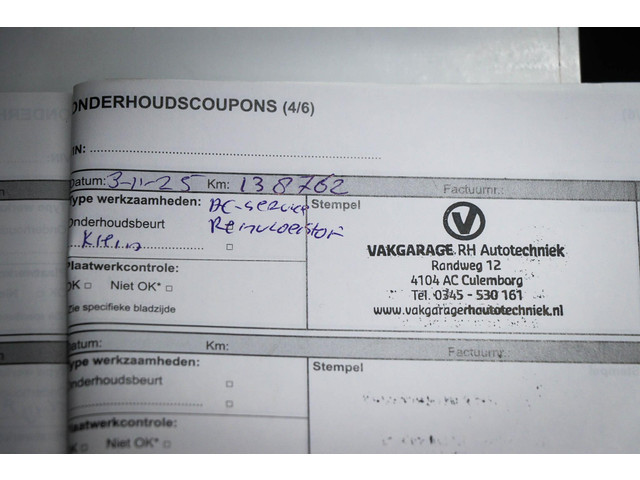 ONDERHOUDSCOUPONS (4/6)
IN: ....................
Datum: 3-11-25 Km: 138762 Factuurnr.:
Type werkzaamheden: AC-service Stempel
Onderhoudsbeurt Remvloeistof
Klein
VAKGARAGE RH Autotechniek
Randweg 12
4104 AC Culemborg
Tel. 0345 - 530 161
www.vakgaragerhautotechniek.nl
Plaatwerkcontrole:
OK □ Niet OK* □
Zie specifieke bladzijde
Datum: Km: Factuurnr.:
Type werkzaamheden: Stempel
Onderhoudsbeurt □
.................... □
Plaatwerkcontrole:
OK □ Niet OK* □